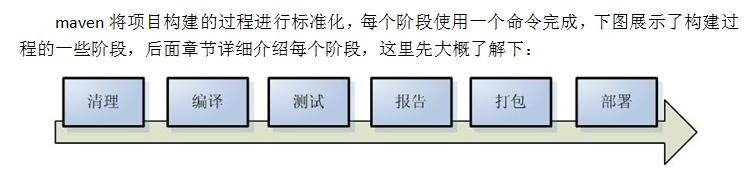 maven 将项目构建的过程进行标准化，每个阶段使用一个命令完成，下图展示了构建过
程的一些阶段，后面章节详细介绍每个阶段，这里先大概了解下：
清理 编译 测试 报告 打包 部署